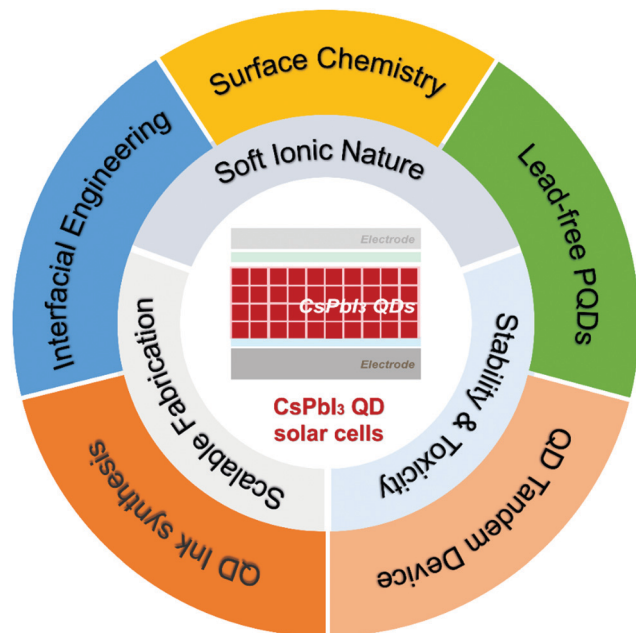 Surface Chemistry
Lead-free PQDs
QD Tandem Device
QD Ink synthesis
Interfacial Engineering
Soft Ionic Nature
Stability & Toxicity
Scalable Fabrication
Electrode
CsPbI₃ QDs
Electrode
CsPbI₃ QD
solar cells